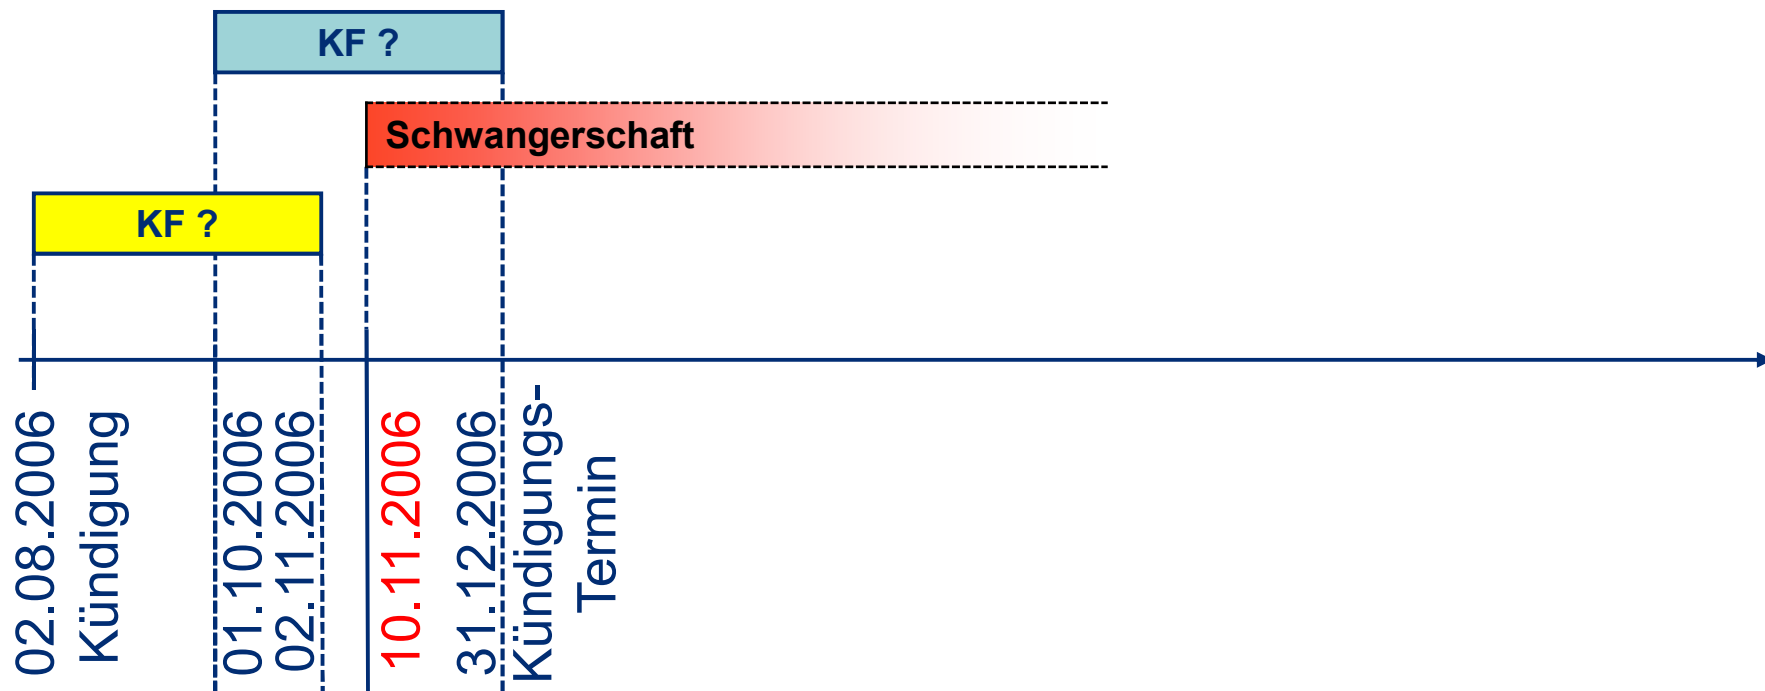 KF ?
Schwangerschaft
KF ?
02.08.2006
Kündigung
01.10.2006
02.11.2006
10.11.2006
31.12.2006
Kündigungs-
Termin